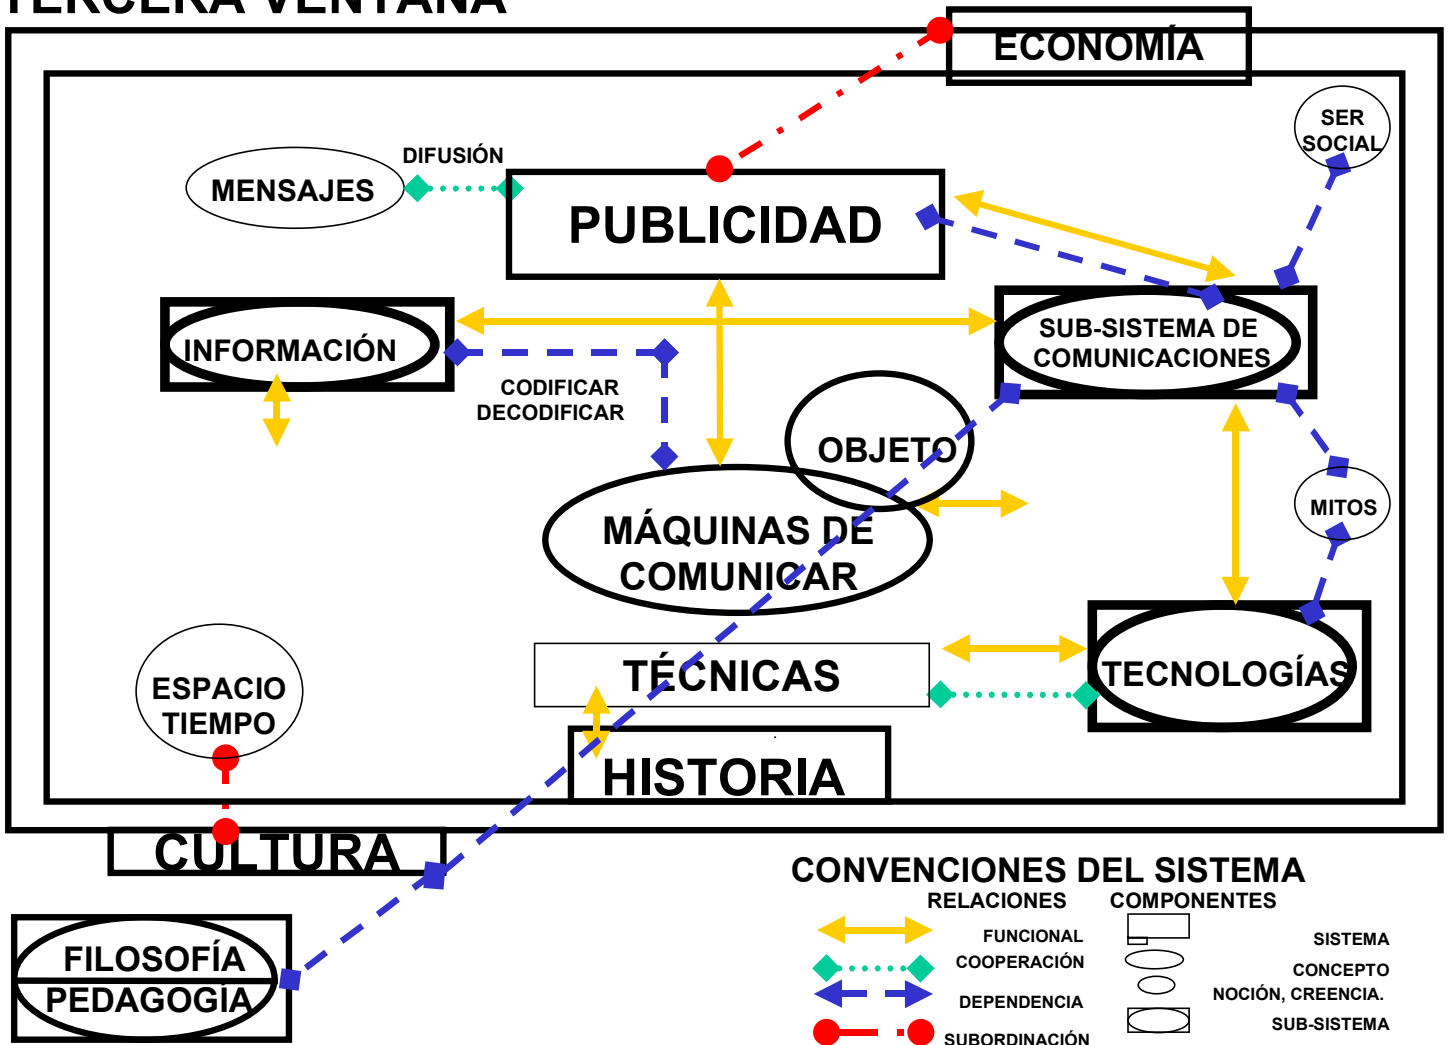 TERCERA VENTANA
ECONOMÍA
SER
SOCIAL
DIFUSIÓN
MENSAJES
PUBLICIDAD
SUB-SISTEMA DE
COMUNICACIONES
INFORMACIÓN
CODIFICAR
DECODIFICAR
OBJETO
MITOS
MÁQUINAS DE
COMUNICAR
TÉCNICAS
TECNOLOGÍAS
ESPACIO
TIEMPO
HISTORIA
CULTURA
FILOSOFÍA
PEDAGOGÍA
CONVENCIONES DEL SISTEMA
RELACIONES COMPONENTES
FUNCIONAL
SISTEMA
COOPERACIÓN
CONCEPTO
DEPENDENCIA
NOCIÓN, CREENCIA.
SUBORDINACIÓN
SUB-SISTEMA